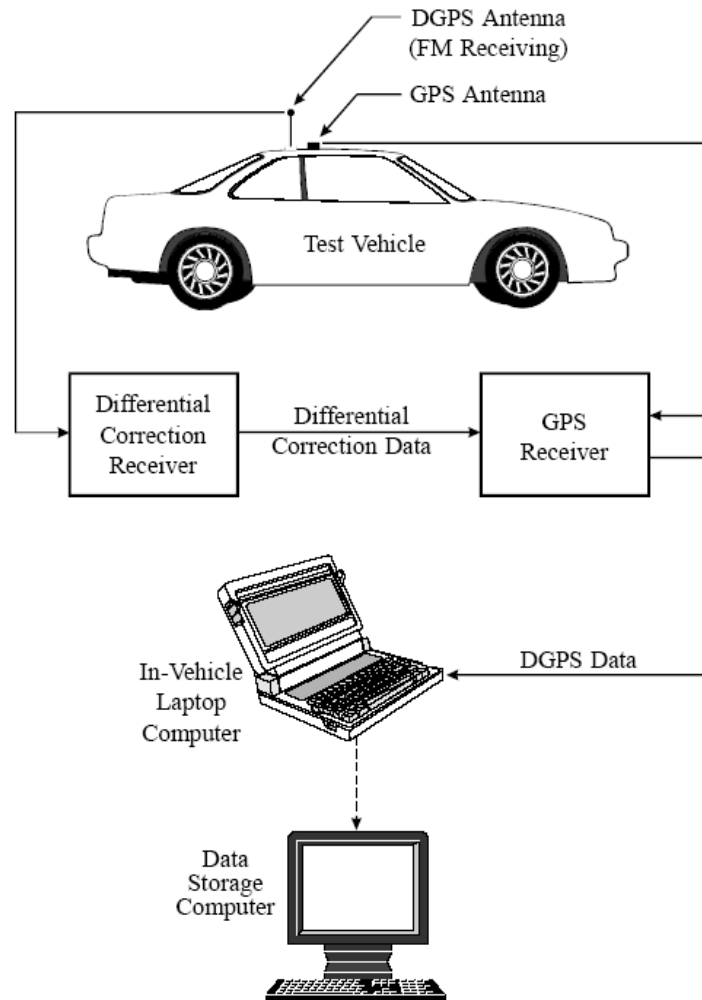 DGPS Antenna
(FM Receiving)
GPS Antenna
Test Vehicle
Differential
Correction
Receiver
Differential
Correction Data
GPS
Receiver
DGPS Data
In-Vehicle
Laptop
Computer
Data
Storage
Computer